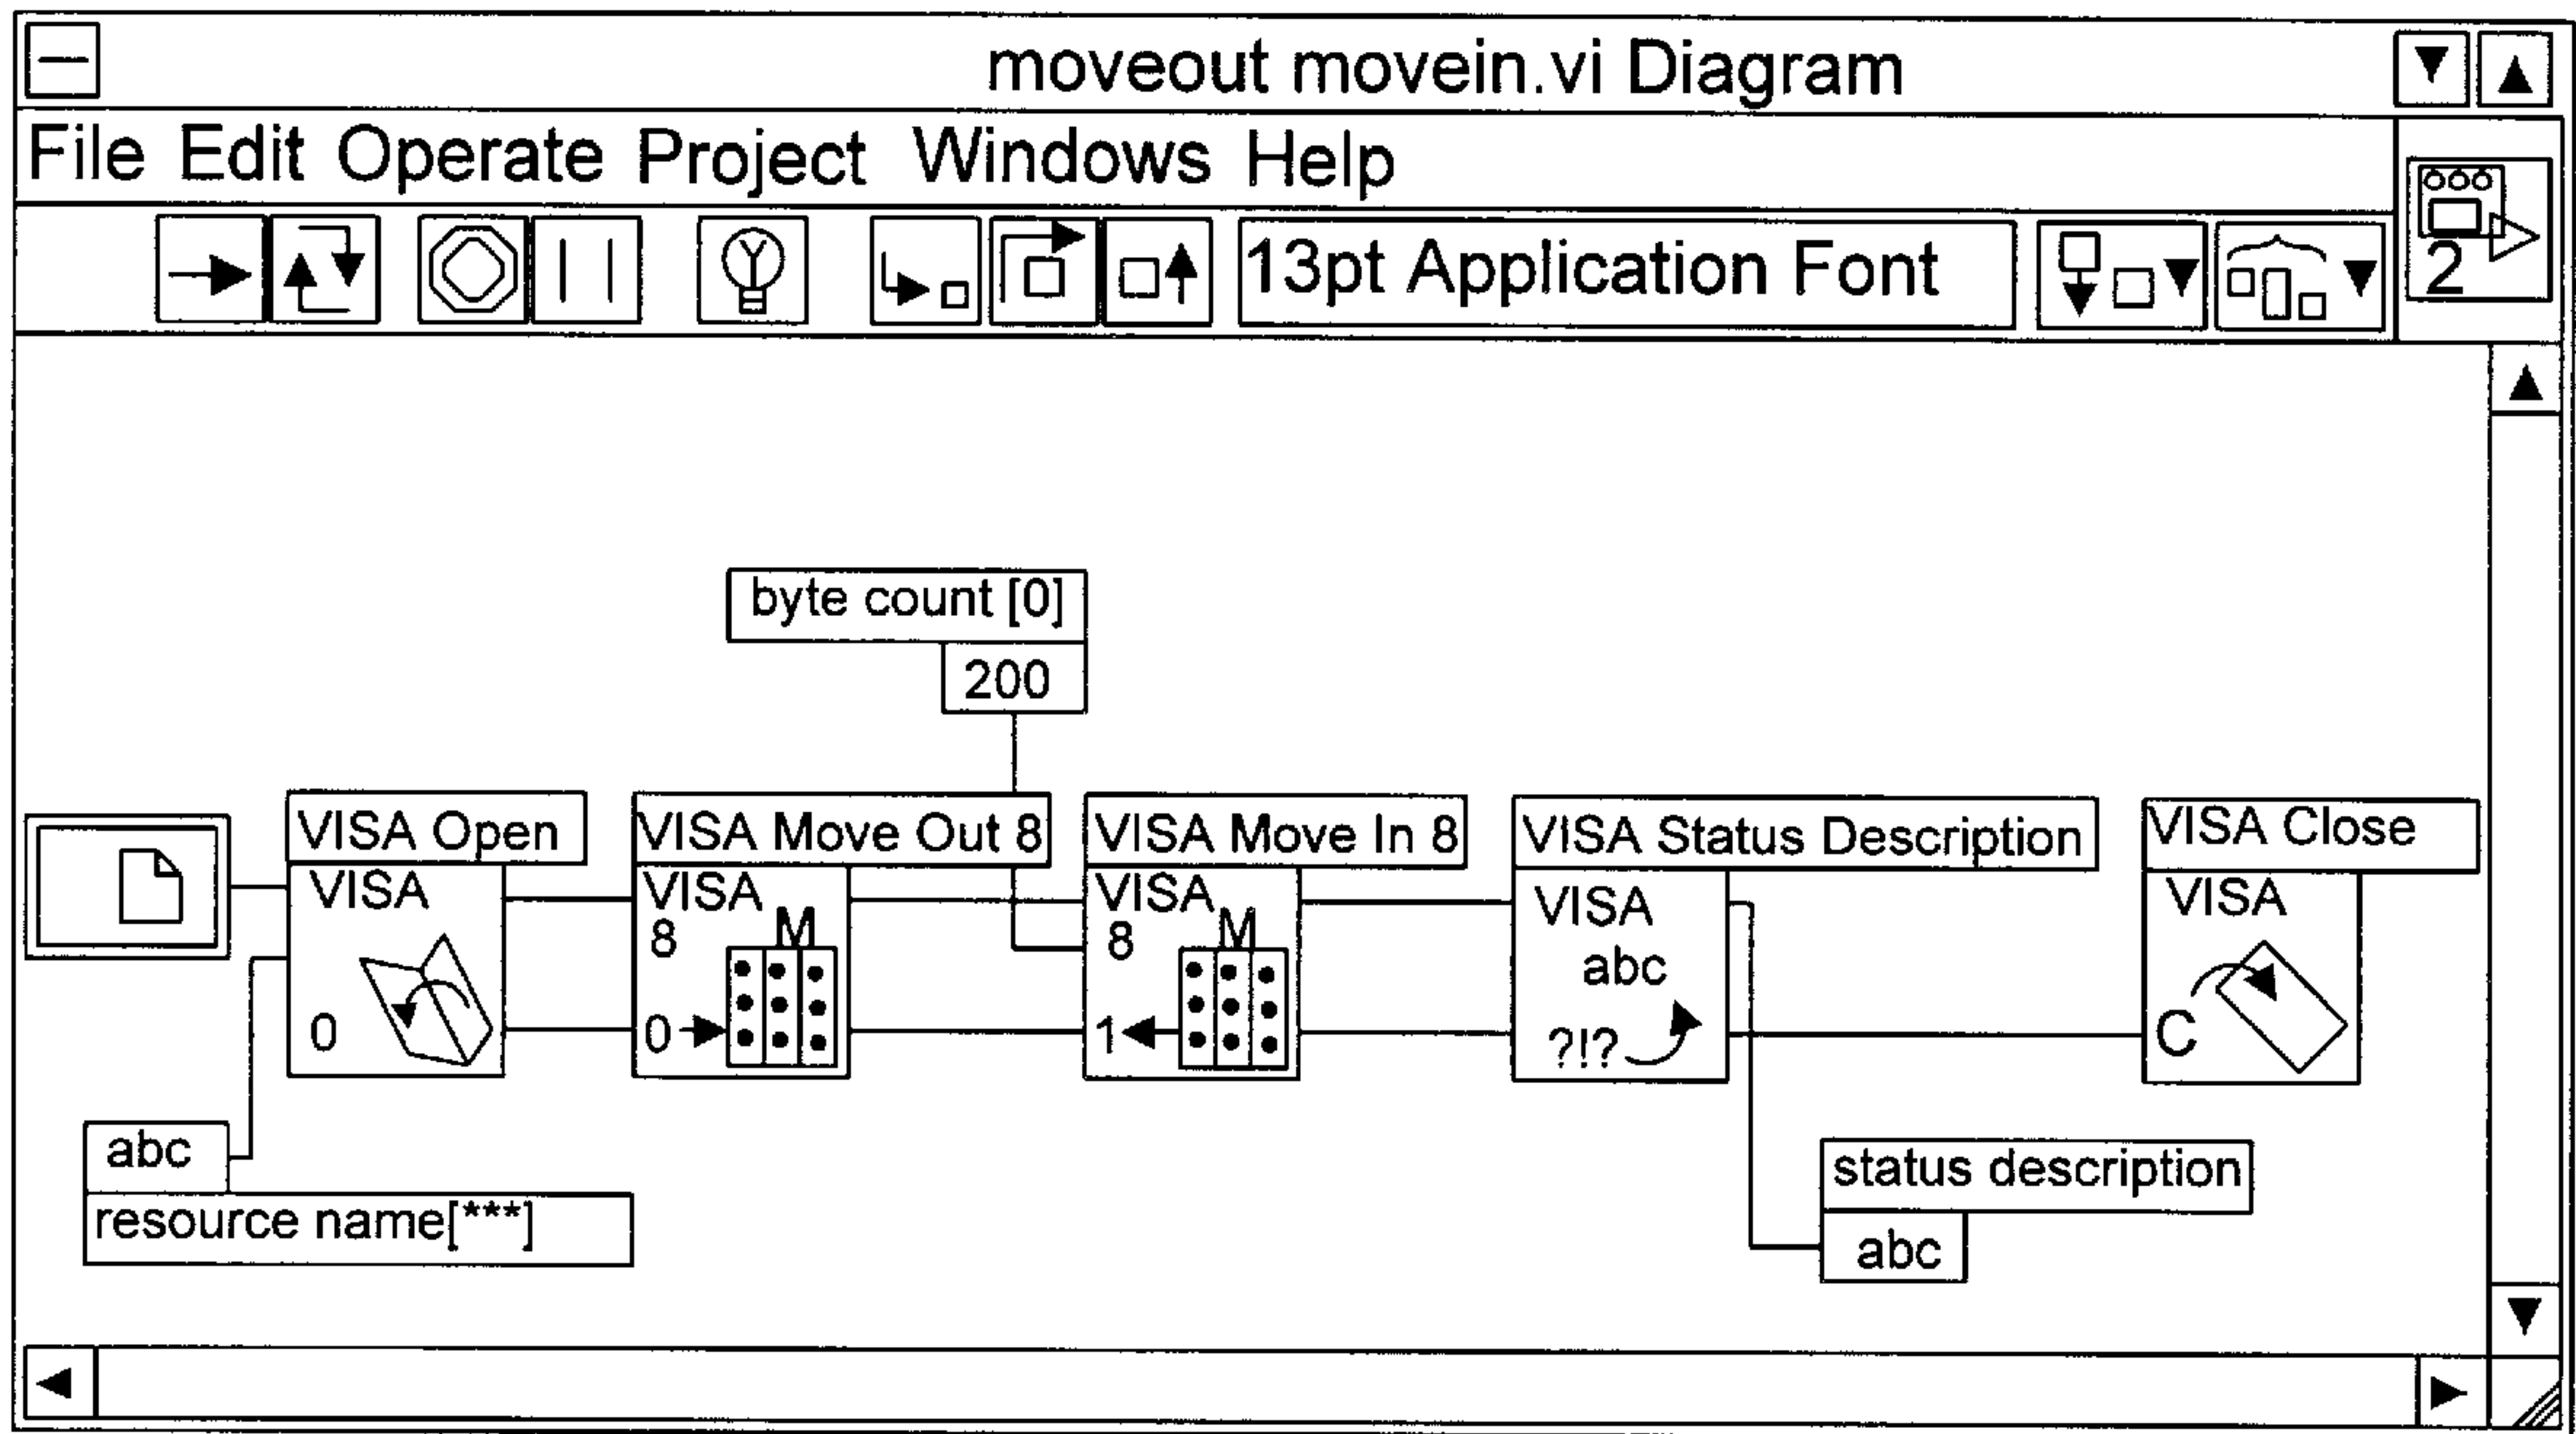 moveout movein.vi Diagram
File Edit Operate Project Windows Help
13pt Application Font
2
byte count [0]
200
VISA Open
VISA Move Out 8
VISA Move In 8
VISA Status Description
VISA Close
VISA
0
VISA
8
M
0
VISA
8
M
1
VISA
abc
?!?
VISA
C
abc
resource name[***]
status description
abc